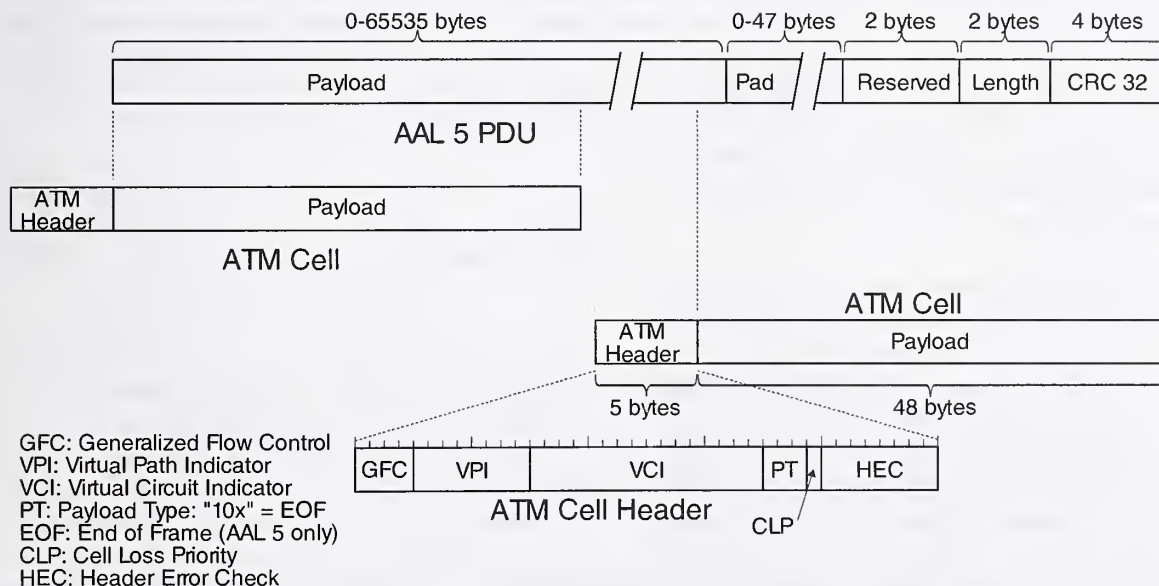 0-65535 bytes
0-47 bytes
2 bytes
2 bytes
4 bytes
Payload
Pad
Reserved
Length
CRC 32
AAL 5 PDU
ATM
Header
Payload
ATM Cell
ATM Cell
ATM
Header
Payload
5 bytes
48 bytes
GFC: Generalized Flow Control
VPI: Virtual Path Indicator
VCI: Virtual Circuit Indicator
PT: Payload Type: "10x" = EOF
EOF: End of Frame (AAL 5 only)
CLP: Cell Loss Priority
HEC: Header Error Check
GFC
VPI
VCI
PT
HEC
ATM Cell Header
CLP